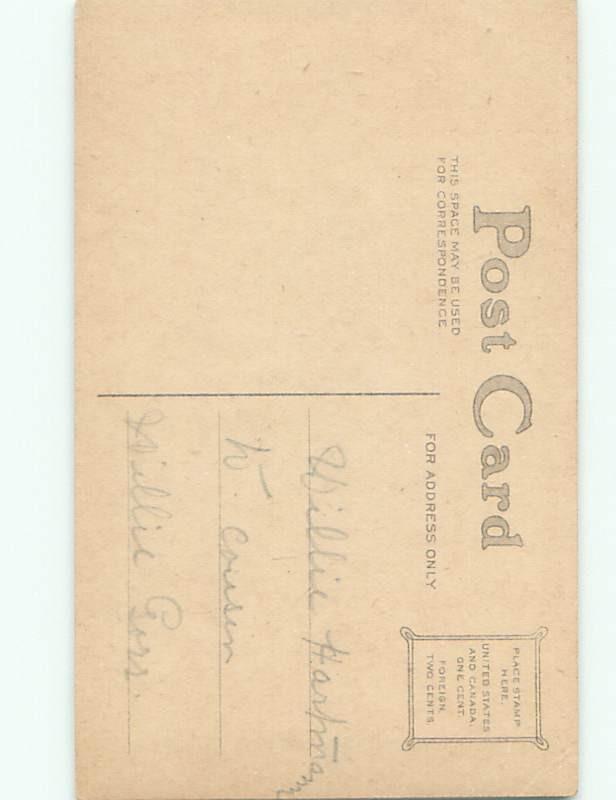 Post Card
THIS SPACE MAY BE USED
FOR CORRESPONDENCE
FOR ADDRESS ONLY
PLACE STAMP
HERE.
UNITED STATES
AND CANADA,
ONE CENT.
FOREIGN,
TWO CENTS.
Willie Hartman
cousin
Willie